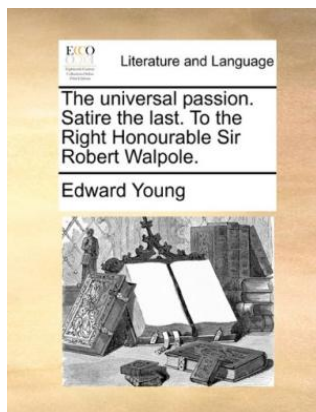 ECCO
Literature and Language
The universal passion.
Satire the last. To the
Right Honourable Sir
Robert Walpole.
Edward Young